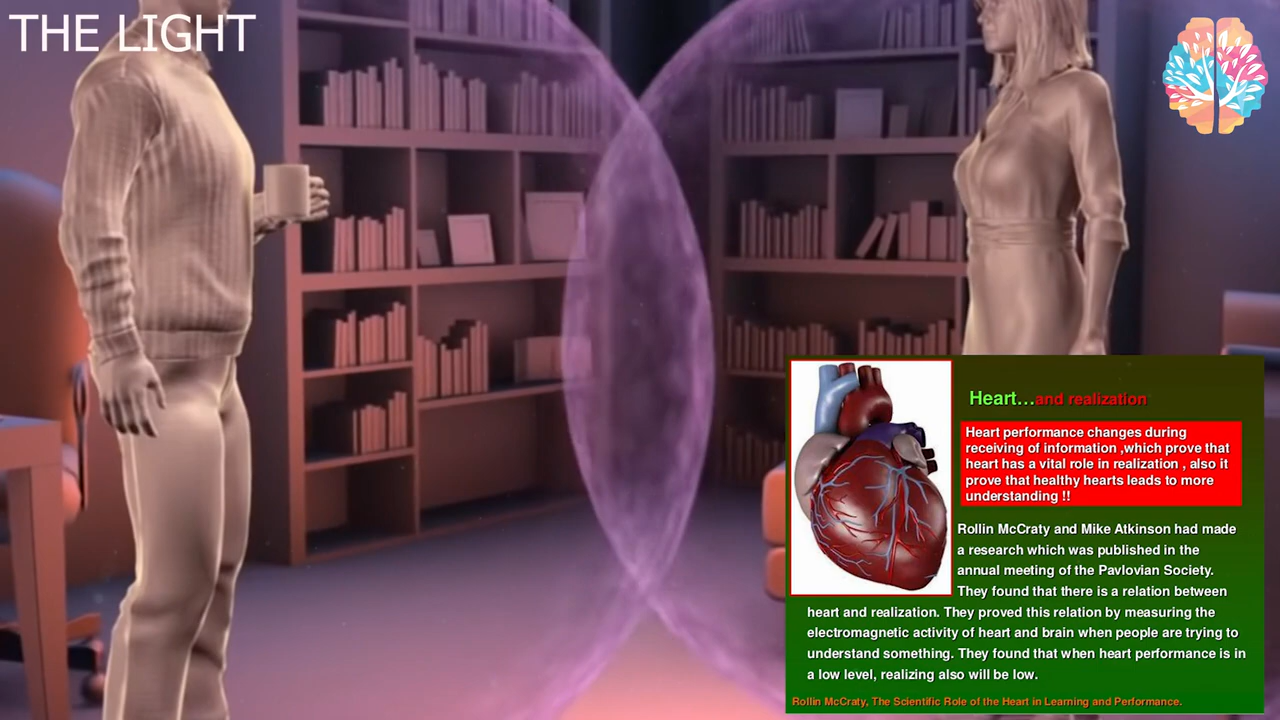 THE LIGHT
Heart...and realization
Heart performance changes during
receiving of information ,which prove that
heart has a vital role in realization , also it
prove that healthy hearts leads to more
understanding !!
Rollin McCraty and Mike Atkinson had made
a research which was published in the
annual meeting of the Pavlovian Society.
They found that there is a relation between
heart and realization. They proved this relation by measuring the
electromagnetic activity of heart and brain when people are trying to
understand something. They found that when heart performance is in
a low level, realizing also will be low.
Rollin McCraty, The Scientific Role of the Heart in Learning and Performance.